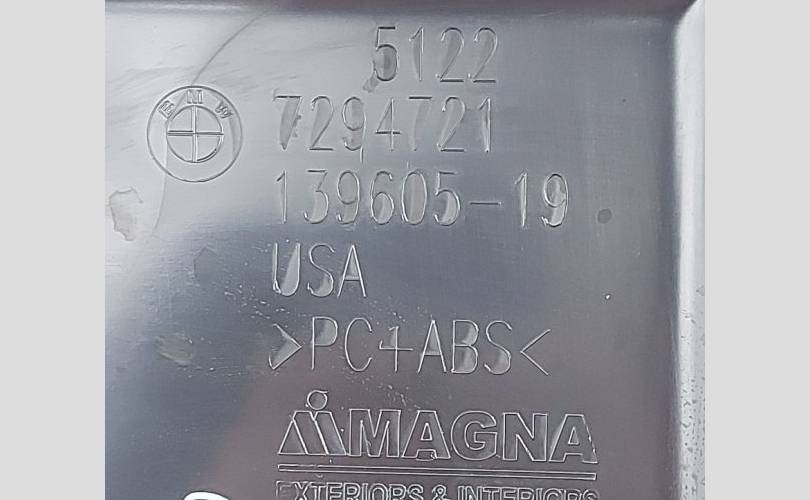 5122
BMW
7294721
139605-19
USA
>PC+ABS<
MAGNA
EXTERIORS & INTERIORS